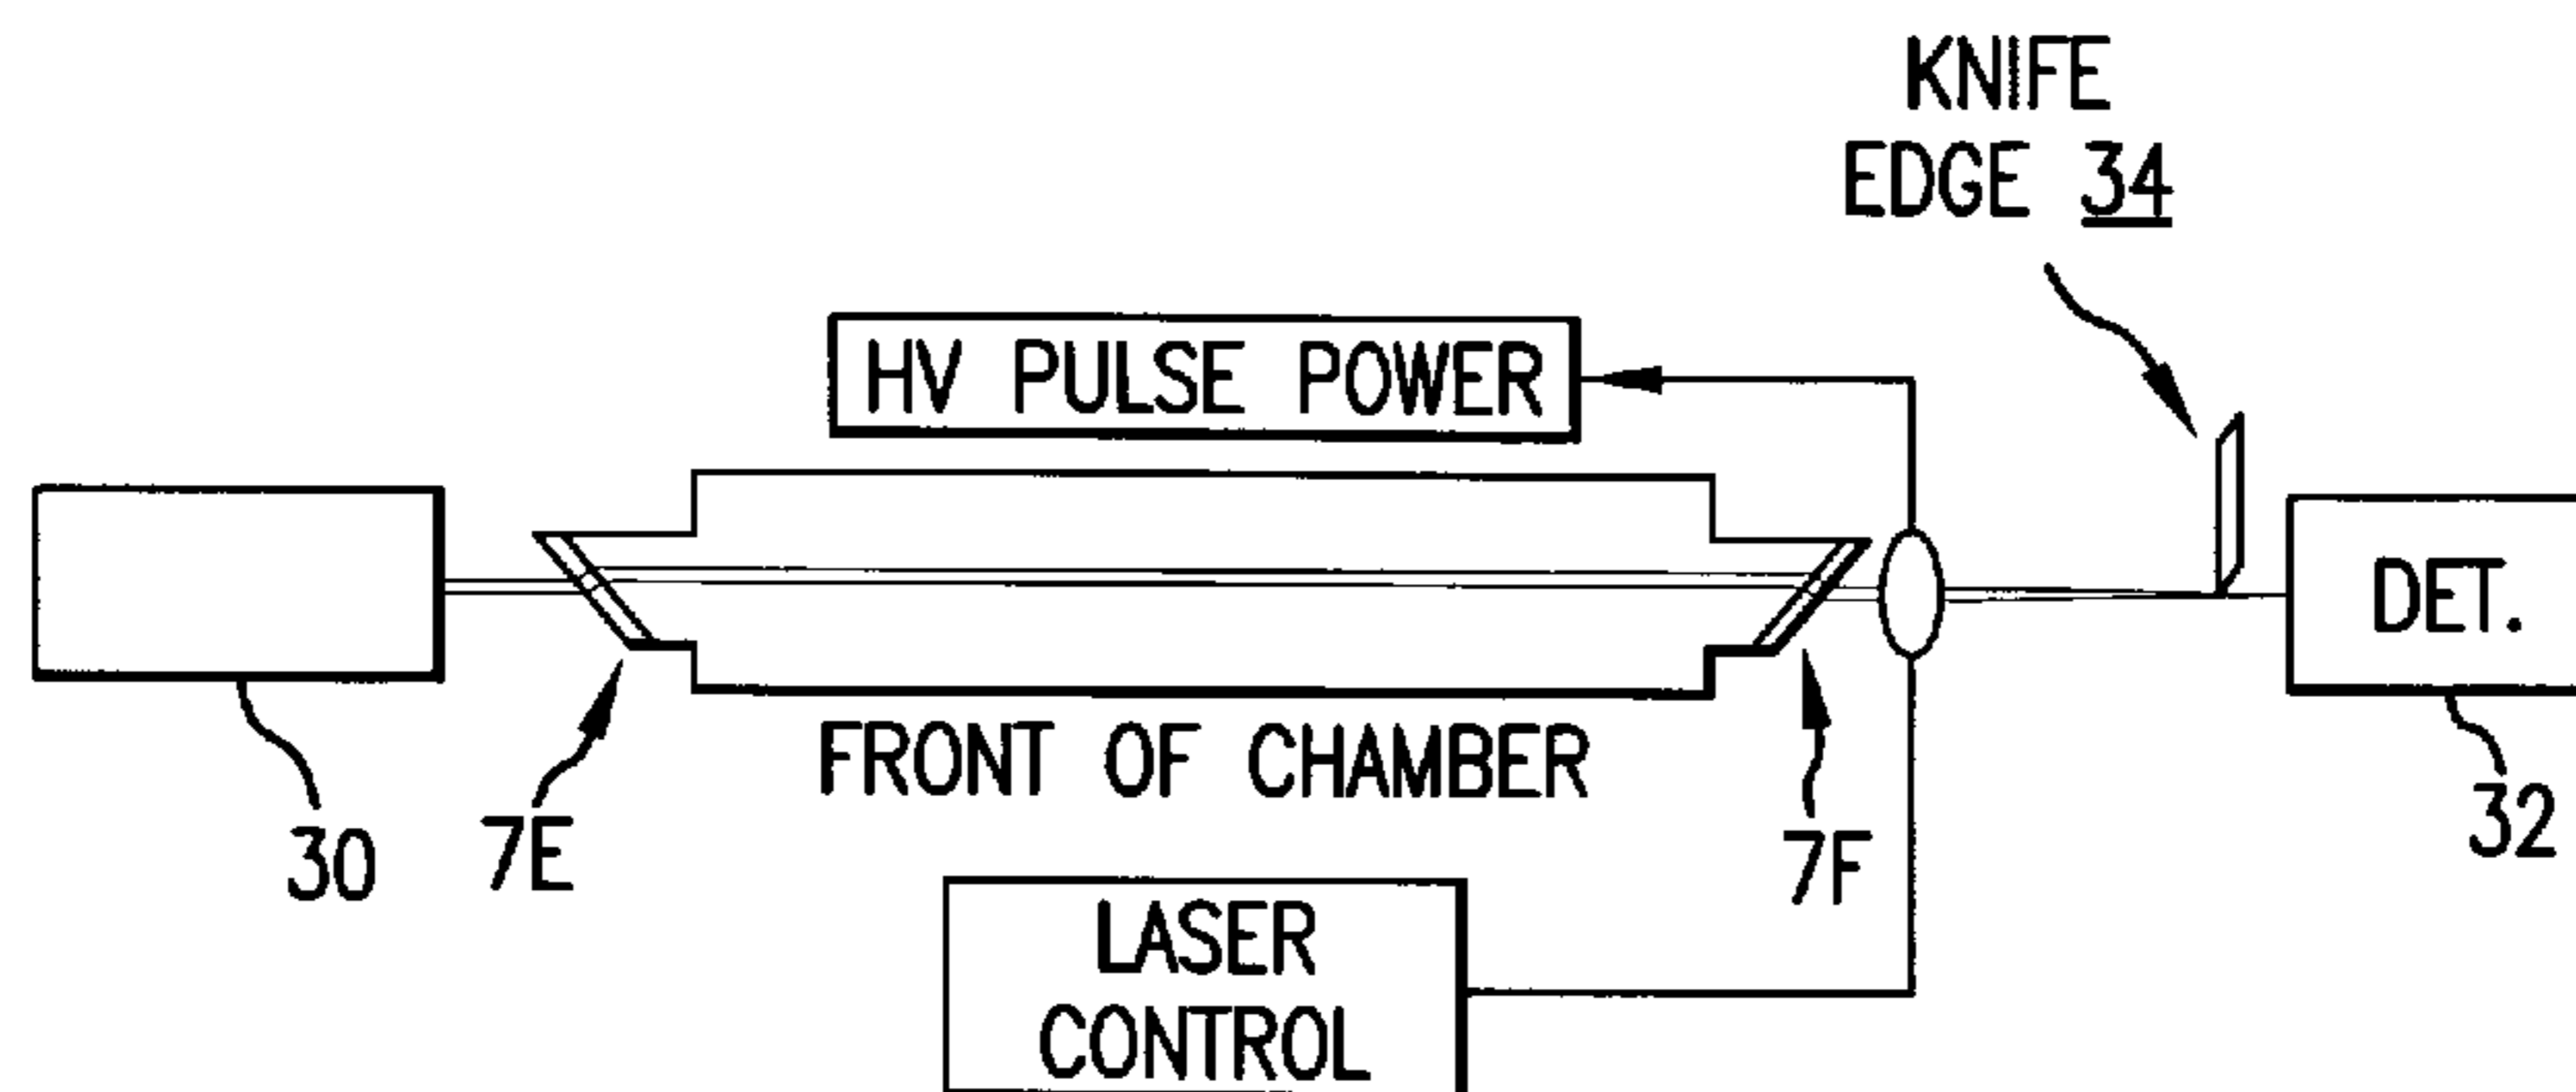 KNIFE
EDGE 34
HV PULSE POWER
DET.
FRONT OF CHAMBER
30
7E
7F
32
LASER
CONTROL